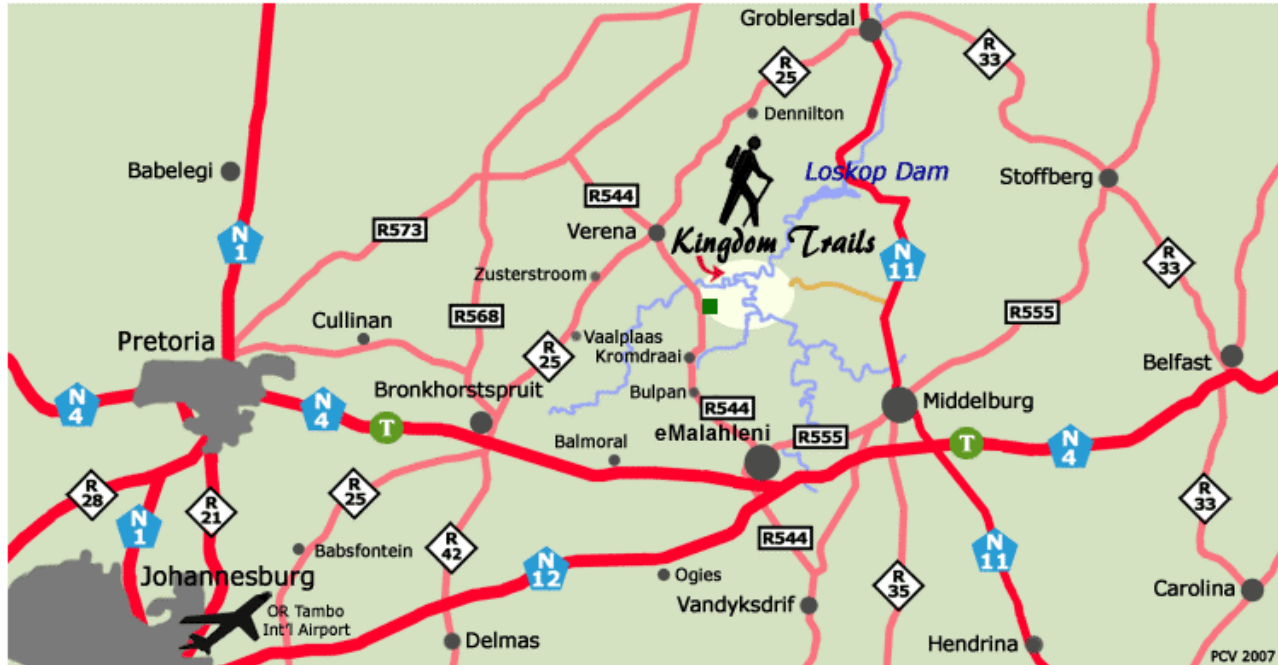 Groblersdal
R
33
R
25
Dennilton
Babelegi
Loskop Dam
Stoffberg
R544
R573
Verena
Kingdom Trails
N
1
N
11
R
33
Zusterstroom
R568
Cullinan
R555
Pretoria
Vaalplaas
R
25
Kromdraai
Belfast
Bronkhorstspruit
Bulpan
N
4
N
4
T
R544
Middelburg
eMalahleni
R555
Balmoral
T
N
4
R
28
R
25
R
33
R
21
N
1
R544
Babsfontein
R
42
N
11
Johannesburg
N
12
Ogies
R
35
Carolina
OR Tambo
Int'l Airport
Vandyksdrif
Delmas
Hendrina
PCV 2007